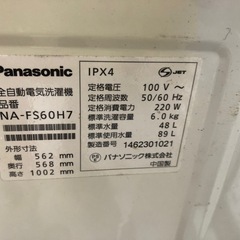 Panasonic
全自動電気洗濯機
品番
NA-FS60H7
外形寸法
幅 562 mm
奥行 568 mm
高さ 1002 mm
IPX4
JET
定格電圧 100 V~
定格周波数 50/60 Hz
定格消費電力 220 W
標準洗濯容量 6.0 kg
標準水量 48 L
標準使用水量 89 L
製造番号 1462301021
パナソニック株式会社
中国製